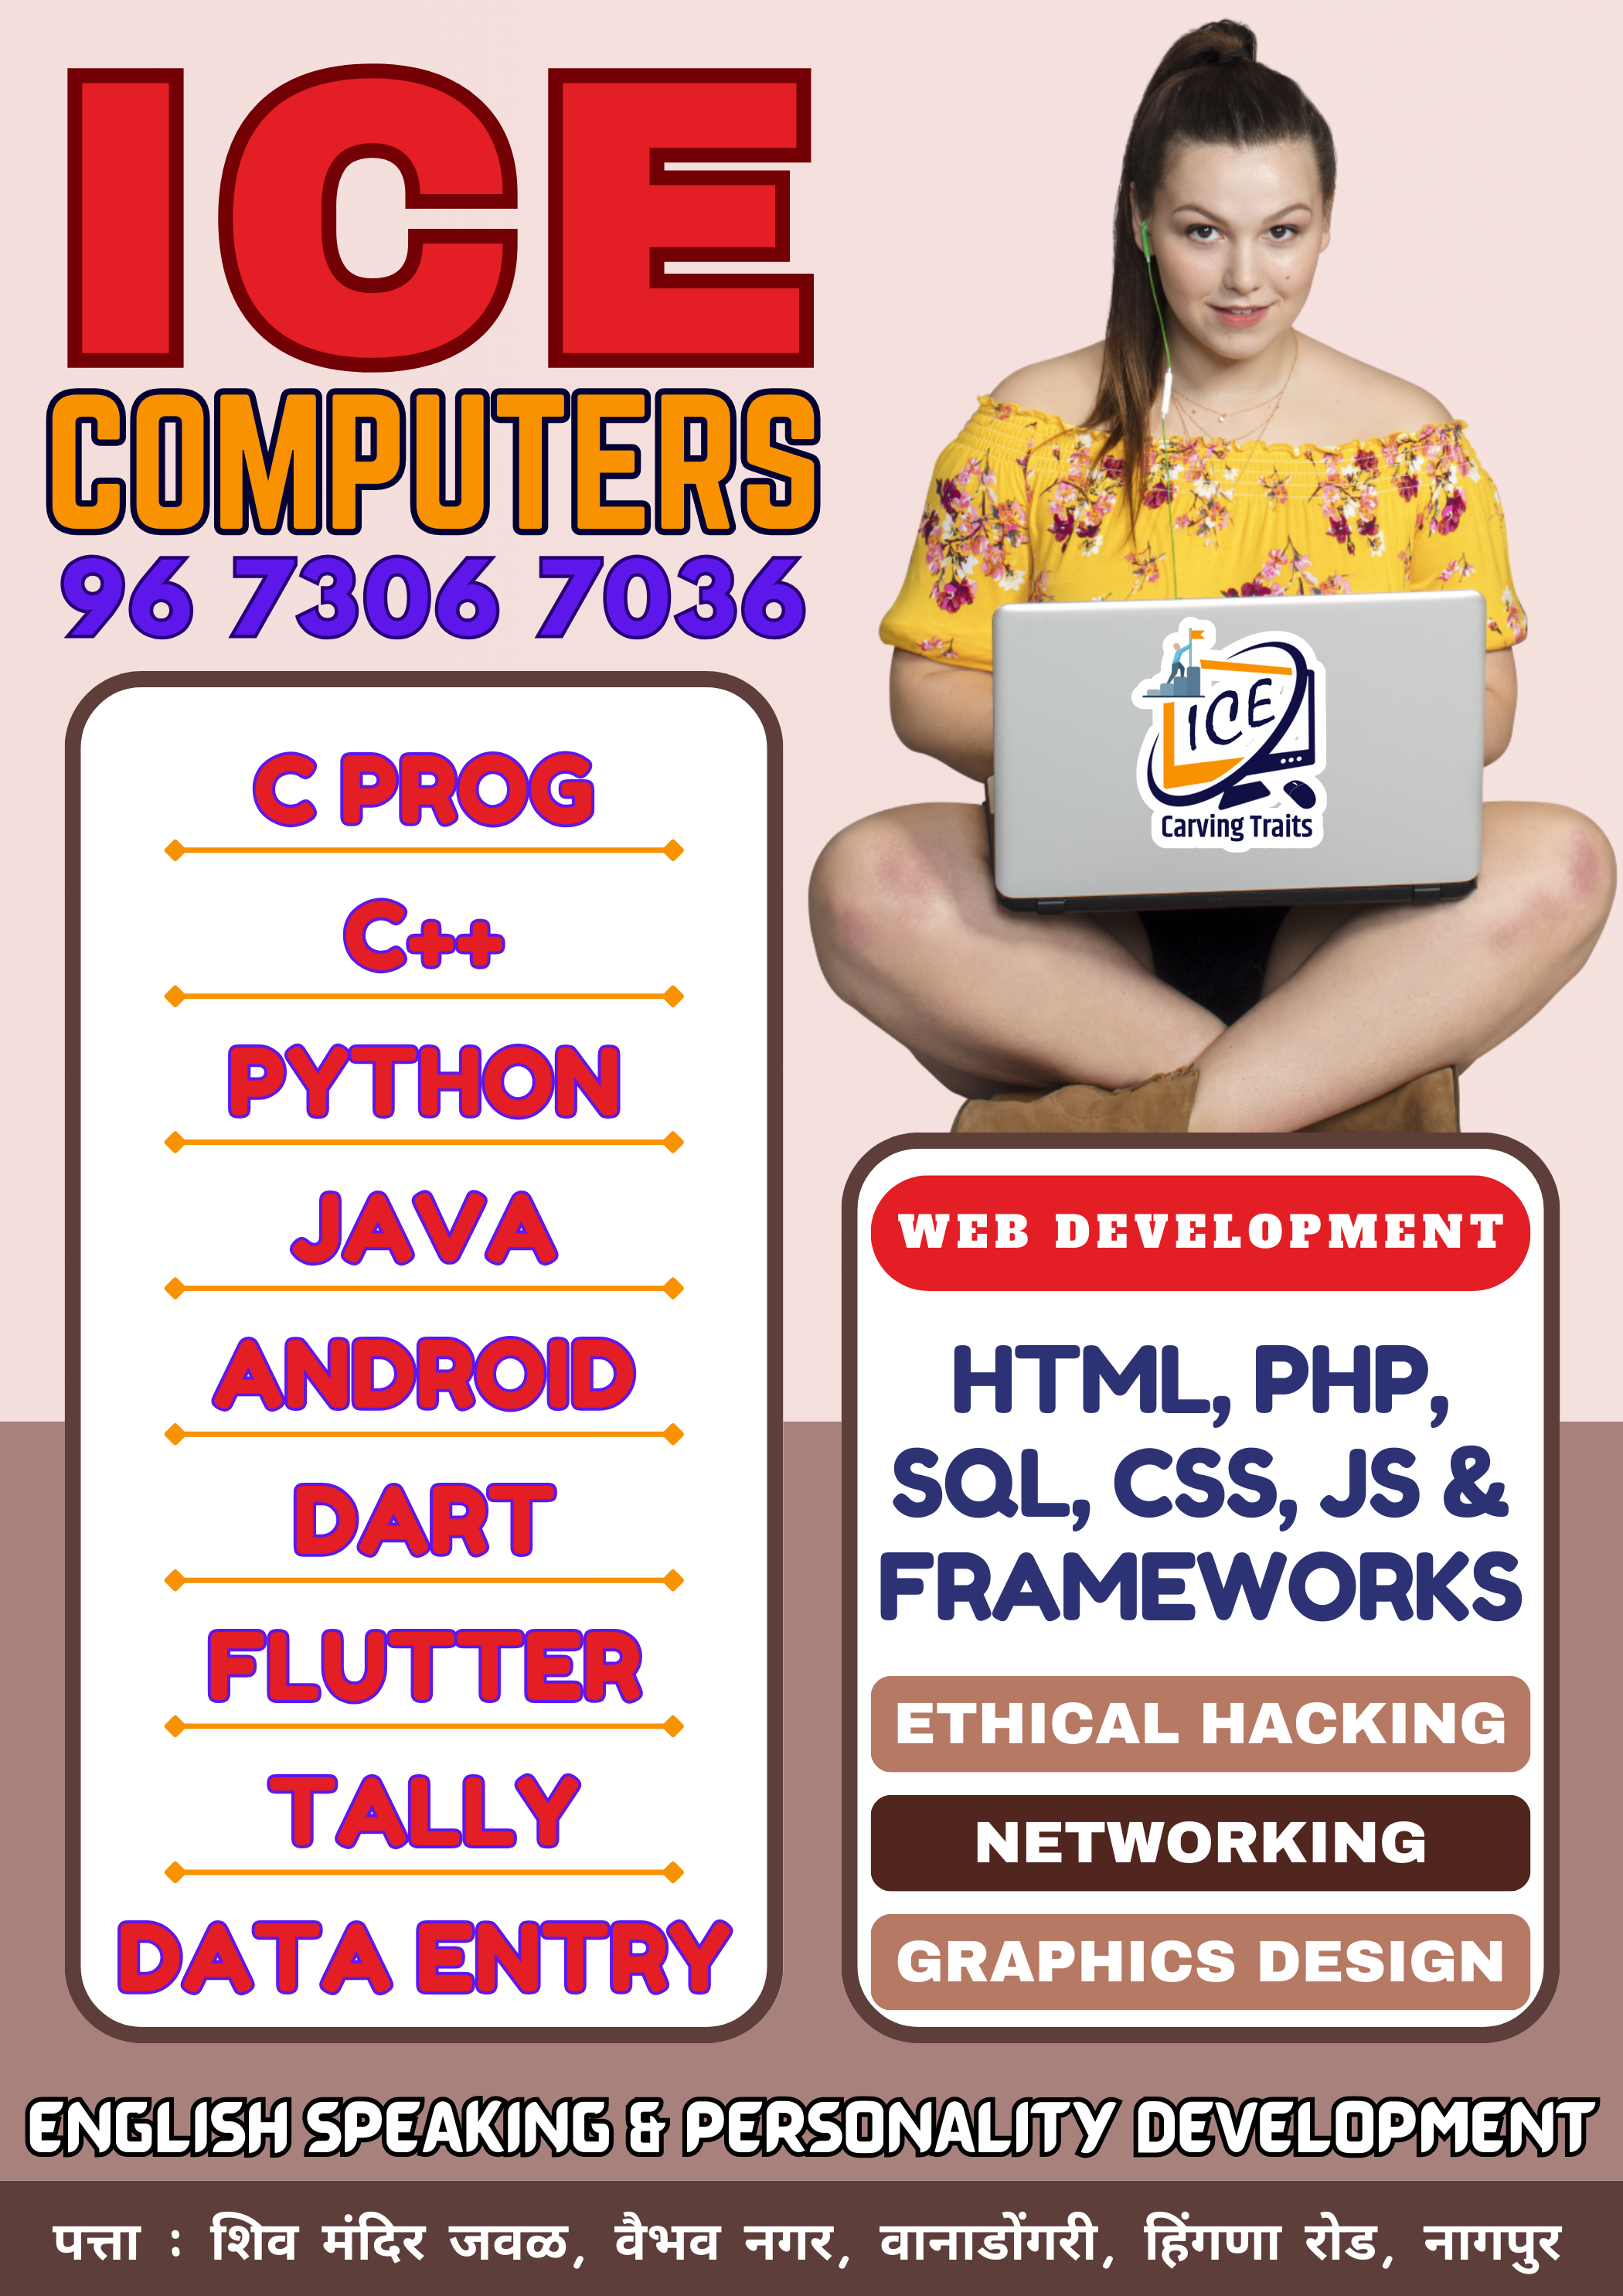 ICE
COMPUTERS
96 7306 7036
C PROG
C++
PYTHON
JAVA
ANDROID
DART
FLUTTER
TALLY
DATA ENTRY
ICE
Carving Traits
WEB DEVELOPMENT
HTML, PHP,
SQL, CSS, JS &
FRAMEWORKS
ETHICAL HACKING
NETWORKING
GRAPHICS DESIGN
ENGLISH SPEAKING & PERSONALITY DEVELOPMENT
पत्ता : शिव मंदिर जवळ, वैभव नगर, वानाडोंगरी, हिंगणा रोड, नागपुर